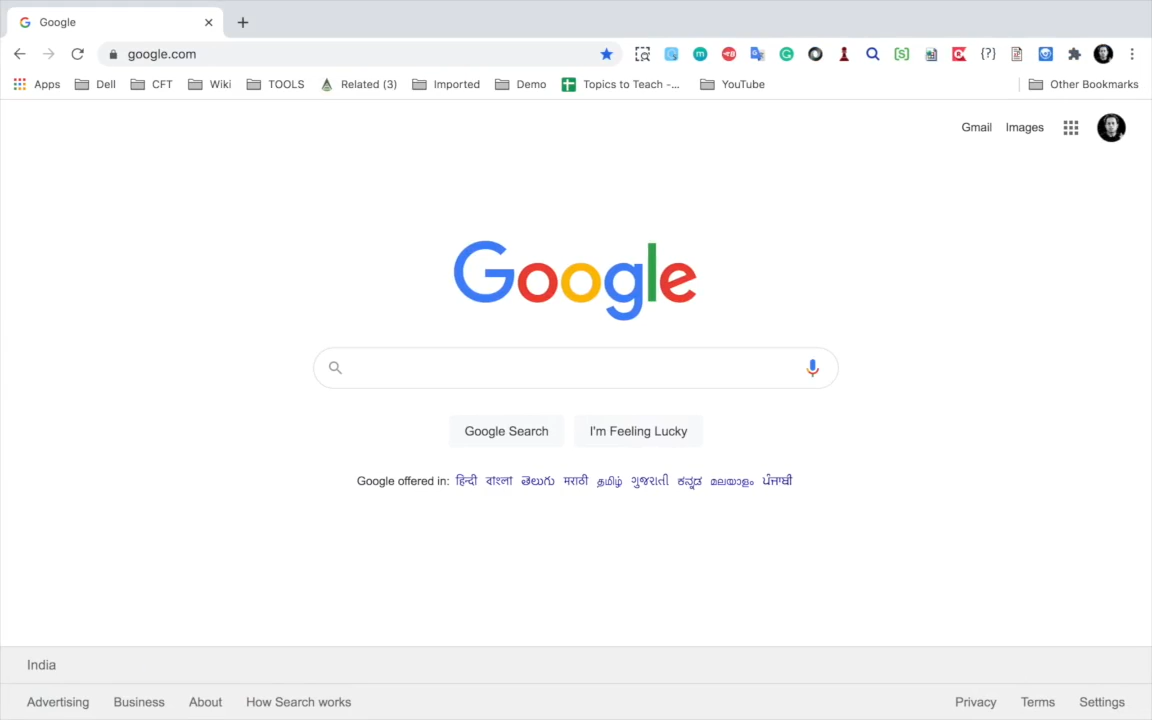 Google
google.com
Apps Dell CFT Wiki TOOLS Related (3) Imported Demo Topics to Teach -... YouTube Other Bookmarks
Gmail Images
Google
Google Search I'm Feeling Lucky
Google offered in: हिन्दी বাংলা తెలుగు मराठी தமிழ் ગુજરાતી ಕನ್ನಡ മലയാളം ਪੰਜਾਬੀ
India
Advertising Business About How Search works Privacy Terms Settings